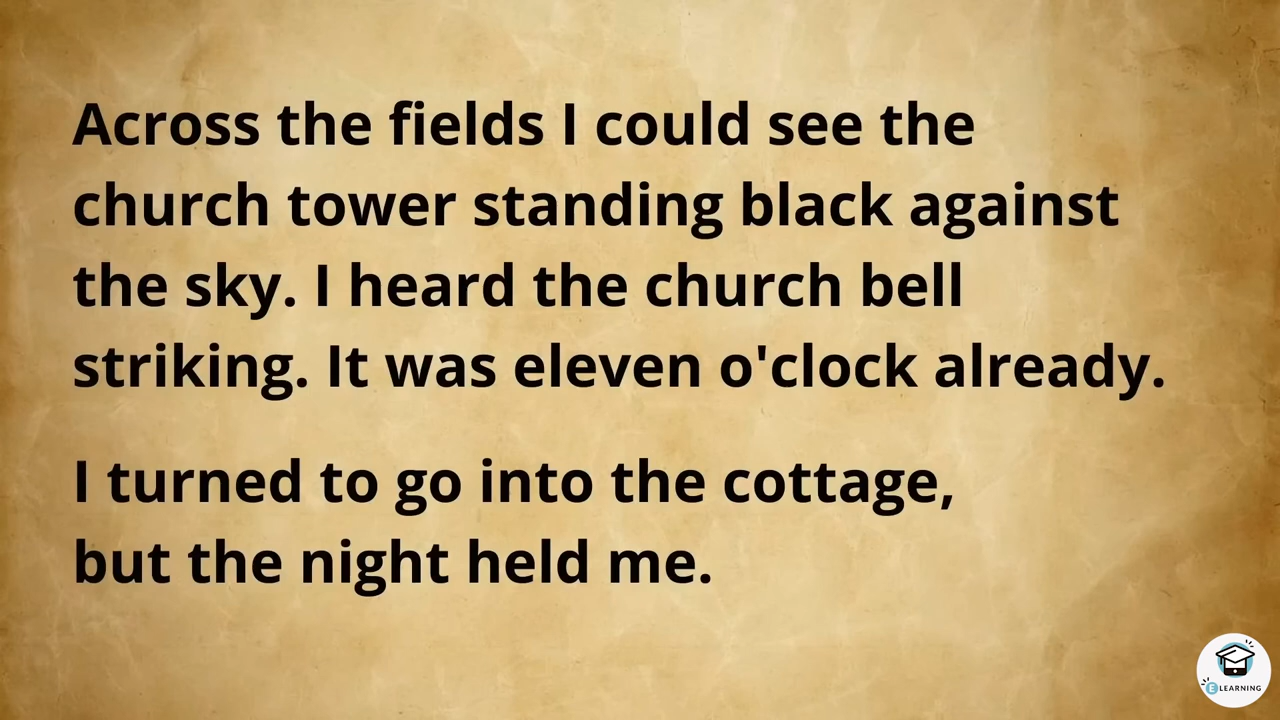 Across the fields I could see the
church tower standing black against
the sky. I heard the church bell
striking. It was eleven o'clock already.
I turned to go into the cottage,
but the night held me.
E LEARNING